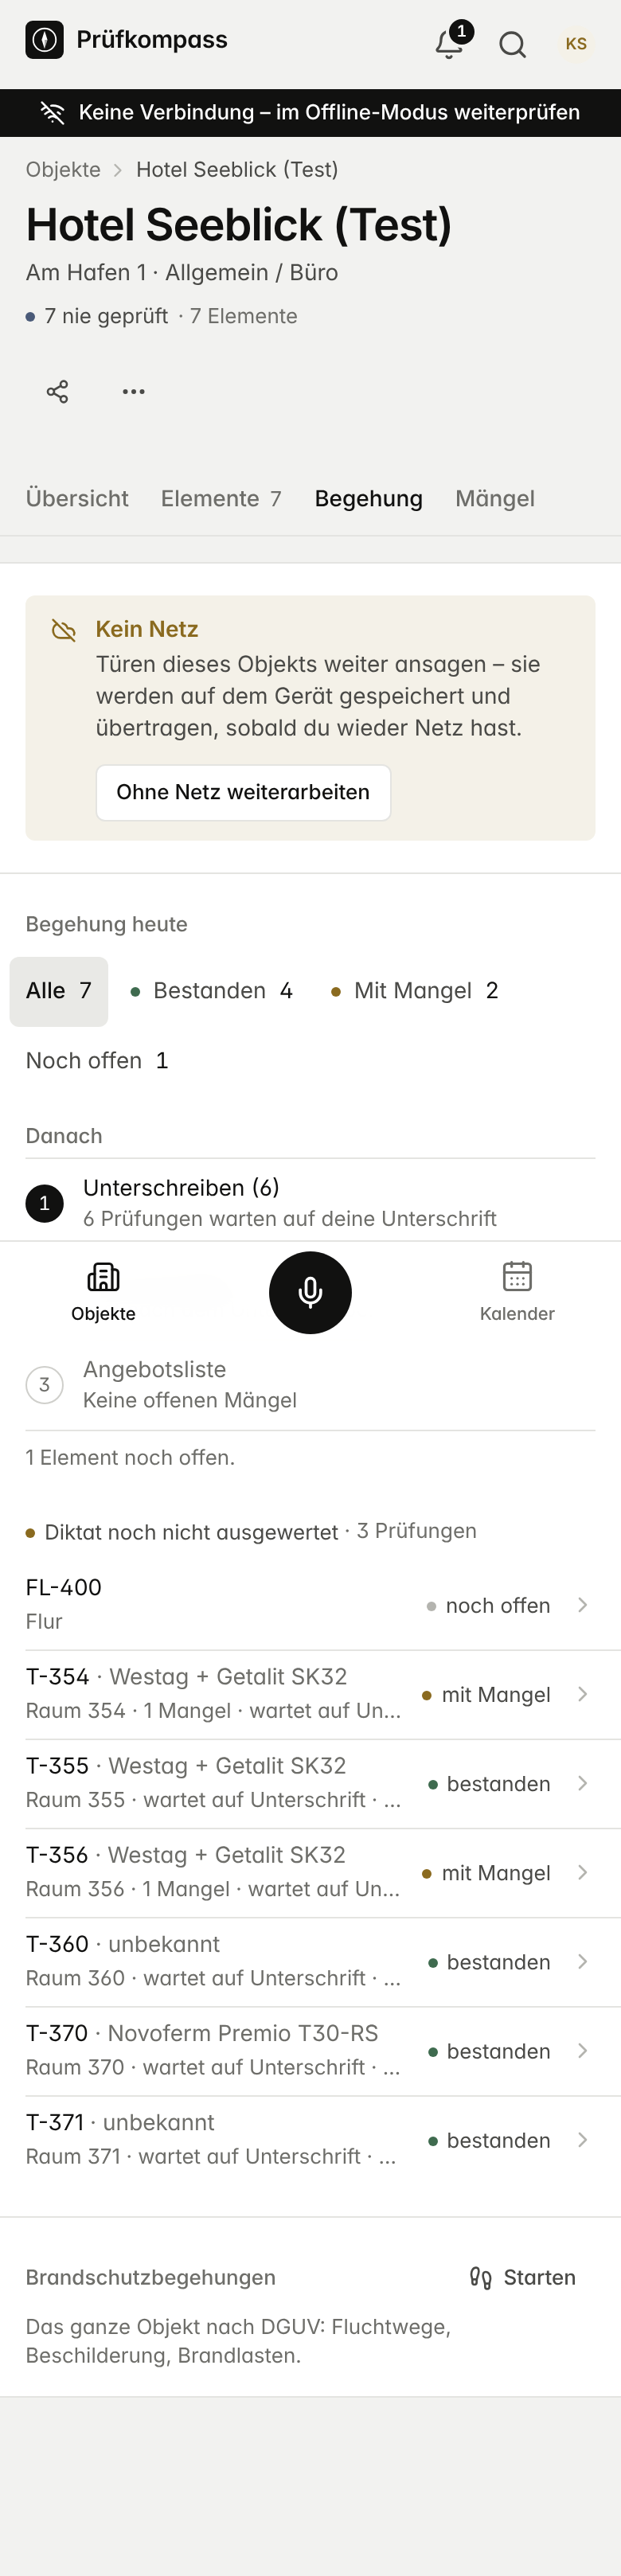 Prüfkompass
1
KS
Keine Verbindung – im Offline-Modus weiterprüfen
Objekte > Hotel Seeblick (Test)
Hotel Seeblick (Test)
Am Hafen 1 · Allgemein / Büro
7 nie geprüft · 7 Elemente
Übersicht Elemente 7 Begehung Mängel
Kein Netz
Türen dieses Objekts weiter ansagen – sie
werden auf dem Gerät gespeichert und
übertragen, sobald du wieder Netz hast.
Ohne Netz weiterarbeiten
Begehung heute
Alle 7 Bestanden 4 Mit Mangel 2
Noch offen 1
Danach
1 Unterschreiben (6)
6 Prüfungen warten auf deine Unterschrift
Objekte Kalender
3 Angebotsliste
Keine offenen Mängel
1 Element noch offen.
Diktat noch nicht ausgewertet · 3 Prüfungen
FL-400
Flur
noch offen
T-354 · Westag + Getalit SK32
Raum 354 · 1 Mangel · wartet auf Un...
mit Mangel
T-355 · Westag + Getalit SK32
Raum 355 · wartet auf Unterschrift · ...
bestanden
T-356 · Westag + Getalit SK32
Raum 356 · 1 Mangel · wartet auf Un...
mit Mangel
T-360 · unbekannt
Raum 360 · wartet auf Unterschrift · ...
bestanden
T-370 · Novoferm Premio T30-RS
Raum 370 · wartet auf Unterschrift · ...
bestanden
T-371 · unbekannt
Raum 371 · wartet auf Unterschrift · ...
bestanden
Brandschutzbegehungen Starten
Das ganze Objekt nach DGUV: Fluchtwege,
Beschilderung, Brandlasten.